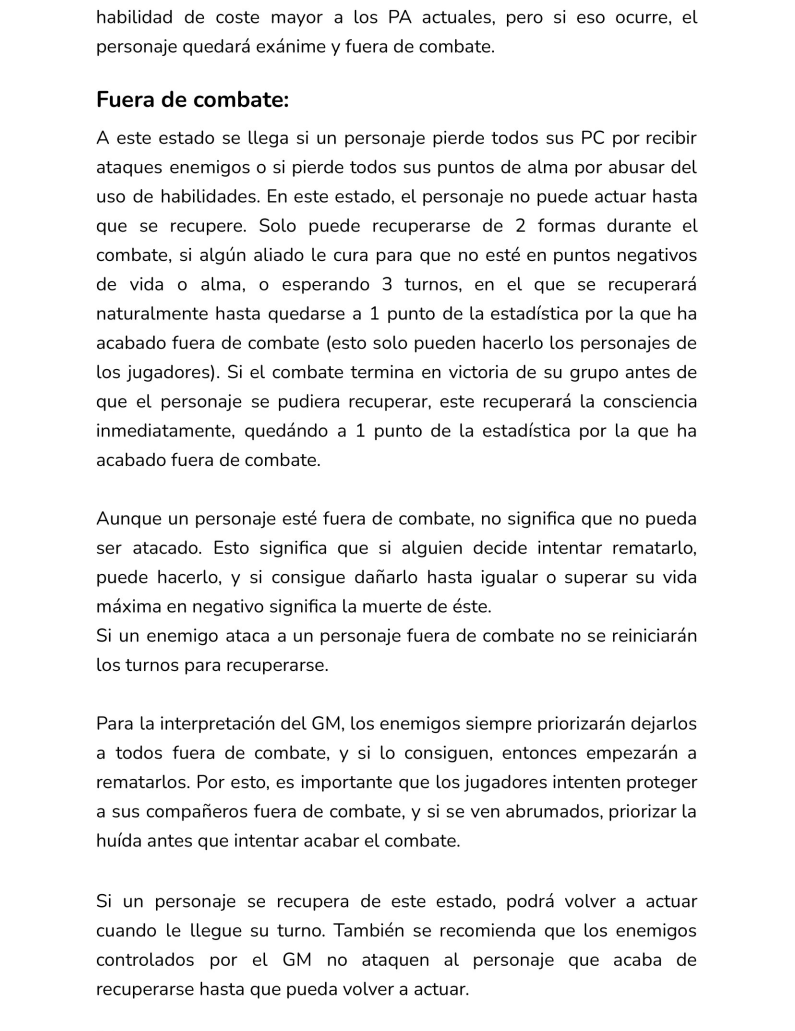 habilidad de coste mayor a los PA actuales, pero si eso ocurre, el
personaje quedará exánime y fuera de combate.
Fuera de combate:
A este estado se llega si un personaje pierde todos sus PC por recibir
ataques enemigos o si pierde todos sus puntos de alma por abusar del
uso de habilidades. En este estado, el personaje no puede actuar hasta
que se recupere. Solo puede recuperarse de 2 formas durante el
combate, si algún aliado le cura para que no esté en puntos negativos
de vida o alma, o esperando 3 turnos, en el que se recuperará
naturalmente hasta quedarse a 1 punto de la estadística por la que ha
acabado fuera de combate (esto solo pueden hacerlo los personajes de
los jugadores). Si el combate termina en victoria de su grupo antes de
que el personaje se pudiera recuperar, este recuperará la consciencia
inmediatamente, quedándo a 1 punto de la estadística por la que ha
acabado fuera de combate.
Aunque un personaje esté fuera de combate, no significa que no pueda
ser atacado. Esto significa que si alguien decide intentar rematarlo,
puede hacerlo, y si consigue dañarlo hasta igualar o superar su vida
máxima en negativo significa la muerte de éste.
Si un enemigo ataca a un personaje fuera de combate no se reiniciarán
los turnos para recuperarse.
Para la interpretación del GM, los enemigos siempre priorizarán dejarlos
a todos fuera de combate, y si lo consiguen, entonces empezarán a
rematarlos. Por esto, es importante que los jugadores intenten proteger
a sus compañeros fuera de combate, y si se ven abrumados, priorizar la
huída antes que intentar acabar el combate.
Si un personaje se recupera de este estado, podrá volver a actuar
cuando le llegue su turno. También se recomienda que los enemigos
controlados por el GM no ataquen al personaje que acaba de
recuperarse hasta que pueda volver a actuar.